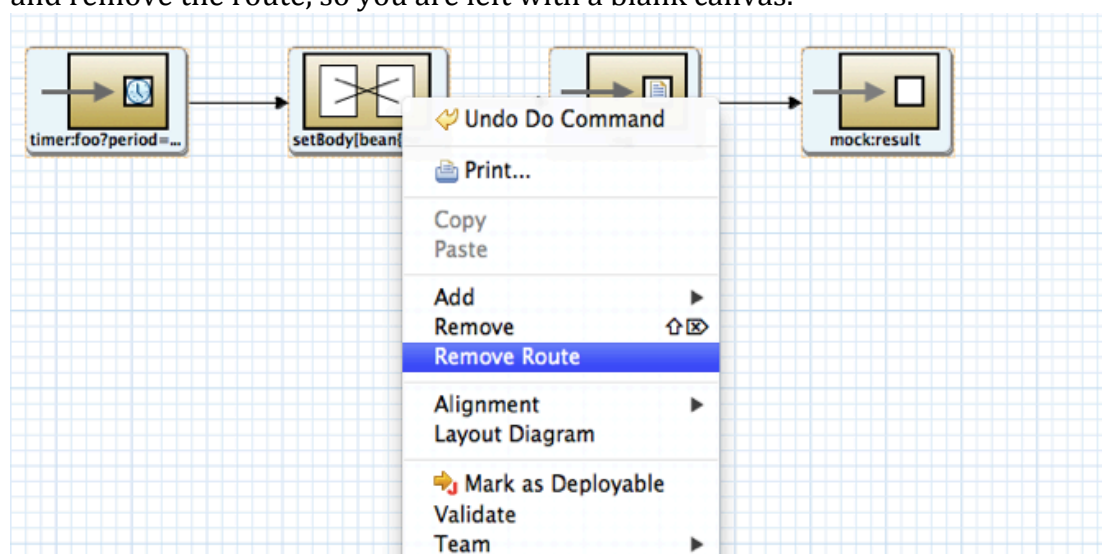 and remove the route, so you are left with a blank canvas.
timer:foo?period=...
setBody[bean{
mock:result
Undo Do Command
Print...
Copy
Paste
Add
Remove
Remove Route
Alignment
Layout Diagram
Mark as Deployable
Validate
Team